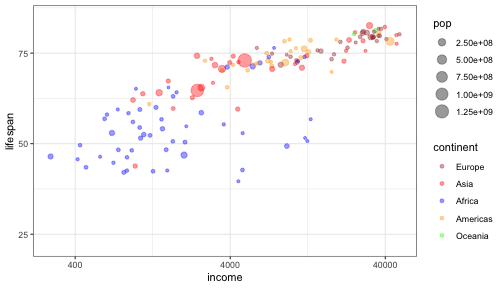 pop
2.50e+08
5.00e+08
7.50e+08
1.00e+09
1.25e+09
continent
Europe
Asia
Africa
Americas
Oceania
lifespan
75
50
25
400
4000
40000
income